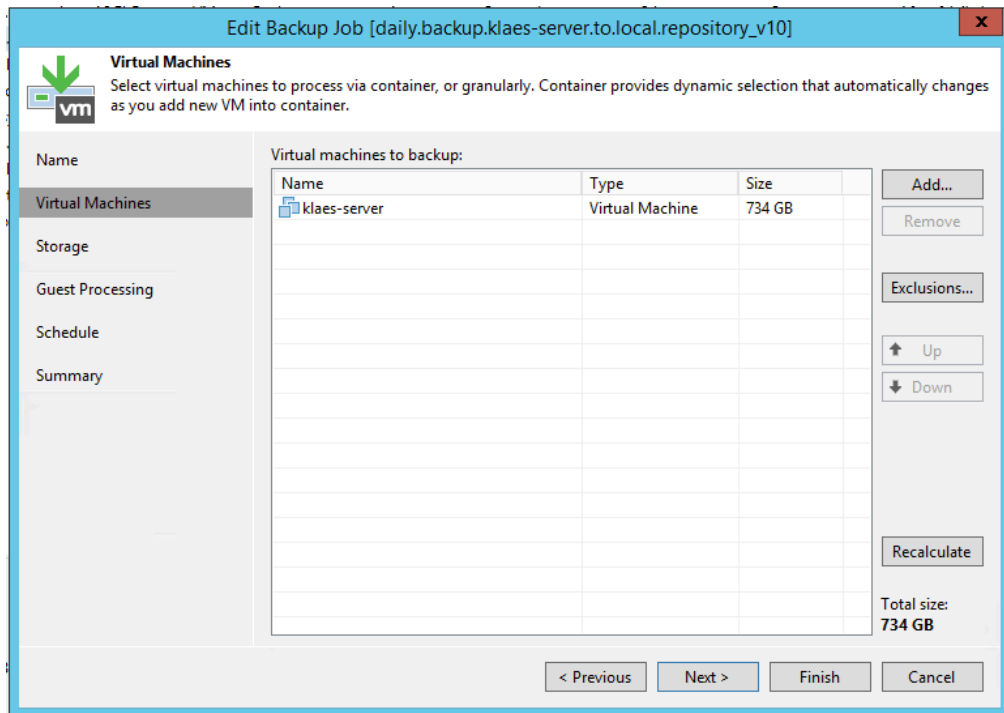 Edit Backup Job [daily.backup.klaes-server.to.local.repository_v10]
x
vm
Virtual Machines
Select virtual machines to process via container, or granularly. Container provides dynamic selection that automatically changes
as you add new VM into container.
Name
Virtual Machines
Storage
Guest Processing
Schedule
Summary
Virtual machines to backup:
Name Type Size
klaes-server Virtual Machine 734 GB
Add...
Remove
Exclusions...
Up
Down
Recalculate
Total size:
734 GB
< Previous Next > Finish Cancel